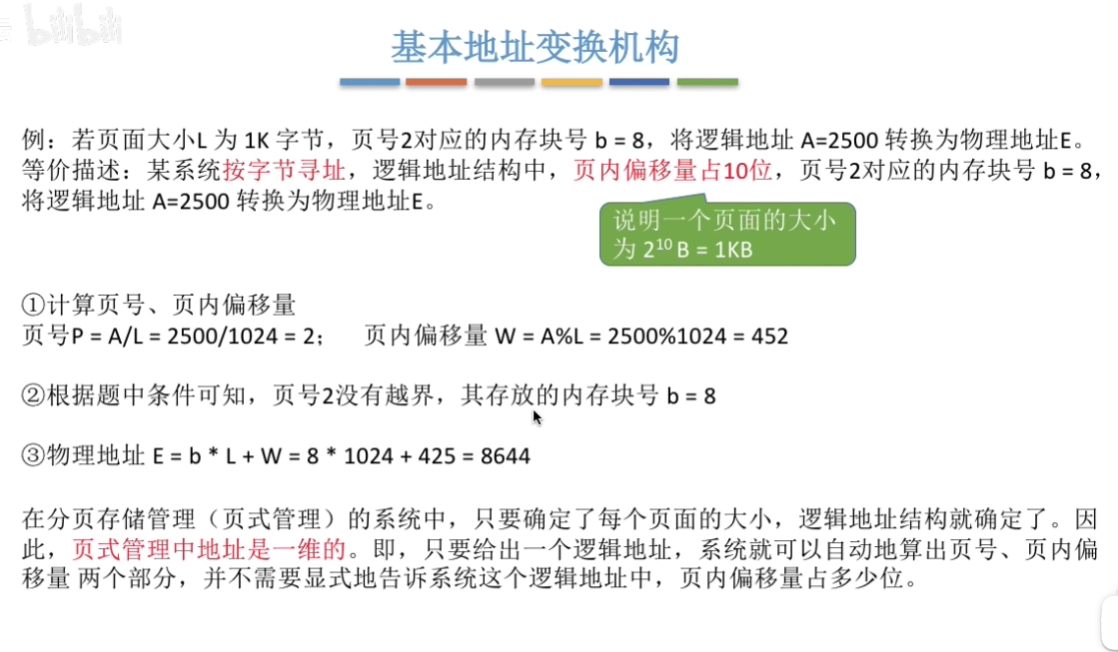 bilibili
基本地址变换机构
例：若页面大小L 为 1K 字节，页号2对应的内存块号 b = 8，将逻辑地址 A=2500 转换为物理地址E。
等价描述：某系统按字节寻址，逻辑地址结构中，页内偏移量占10位，页号2对应的内存块号 b = 8，
将逻辑地址 A=2500 转换为物理地址E。
说明一个页面的大小
为 2¹⁰ B = 1KB
①计算页号、页内偏移量
页号P = A/L = 2500/1024 = 2； 页内偏移量 W = A%L = 2500%1024 = 452
②根据题中条件可知，页号2没有越界，其存放的内存块号 b = 8
③物理地址 E = b * L + W = 8 * 1024 + 425 = 8644
在分页存储管理（页式管理）的系统中，只要确定了每个页面的大小，逻辑地址结构就确定了。因
此，页式管理中地址是一维的。即，只要给出一个逻辑地址，系统就可以自动地算出页号、页内偏
移量 两个部分，并不需要显式地告诉系统这个逻辑地址中，页内偏移量占多少位。